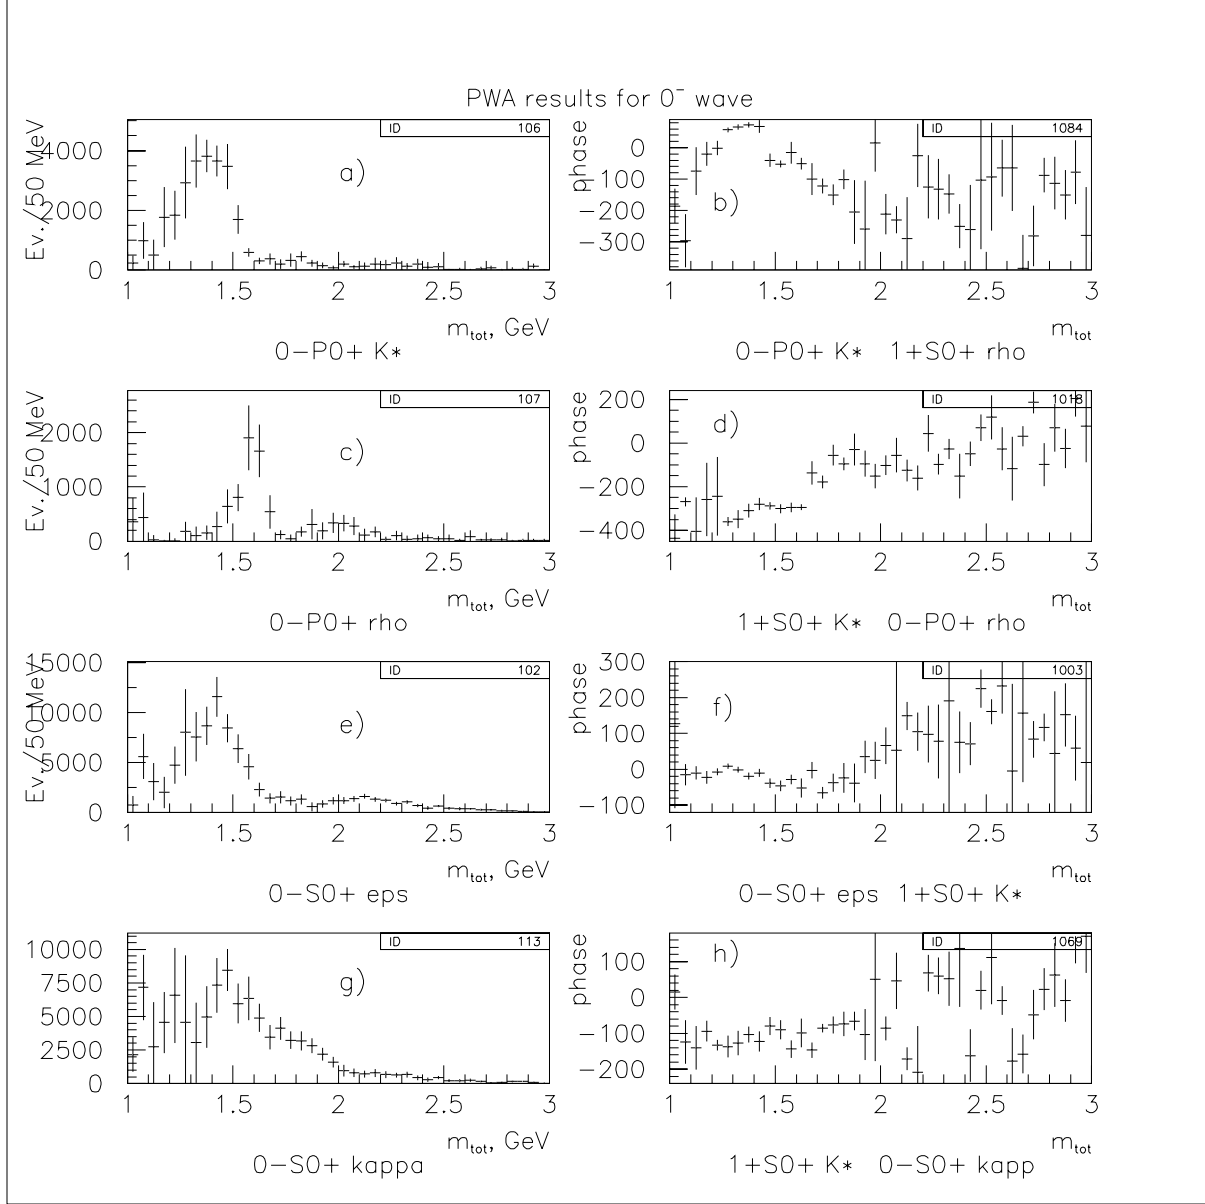 PWA results for 0⁻ wave
Ev./50 MeV
4000
2000
0
ID 106
a)
1 1.5 2 2.5 3
m_tot, GeV
0−P0+ K*
phase
0
−100
−200
−300
ID 1084
b)
1 1.5 2 2.5 3
m_tot
0−P0+ K* 1+S0+ rho
Ev./50 MeV
2000
1000
0
ID 107
c)
1 1.5 2 2.5 3
m_tot, GeV
0−P0+ rho
phase
200
0
−200
−400
ID 1018
d)
1 1.5 2 2.5 3
m_tot
1+S0+ K* 0−P0+ rho
Ev./50 MeV
15000
10000
5000
0
ID 102
e)
1 1.5 2 2.5 3
m_tot, GeV
0−S0+ eps
phase
300
200
100
0
−100
ID 1003
f)
1 1.5 2 2.5 3
m_tot
0−S0+ eps 1+S0+ K*
10000
7500
5000
2500
0
ID 113
g)
1 1.5 2 2.5 3
m_tot, GeV
0−S0+ kappa
phase
100
0
−100
−200
ID 1069
h)
1 1.5 2 2.5 3
m_tot
1+S0+ K* 0−S0+ kapp